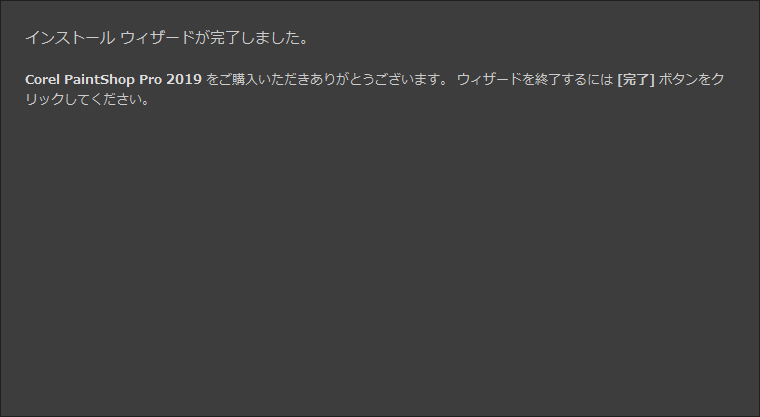 インストール ウィザードが完了しました。
Corel PaintShop Pro 2019 をご購入いただきありがとうございます。 ウィザードを終了するには [完了] ボタンをク
リックしてください。